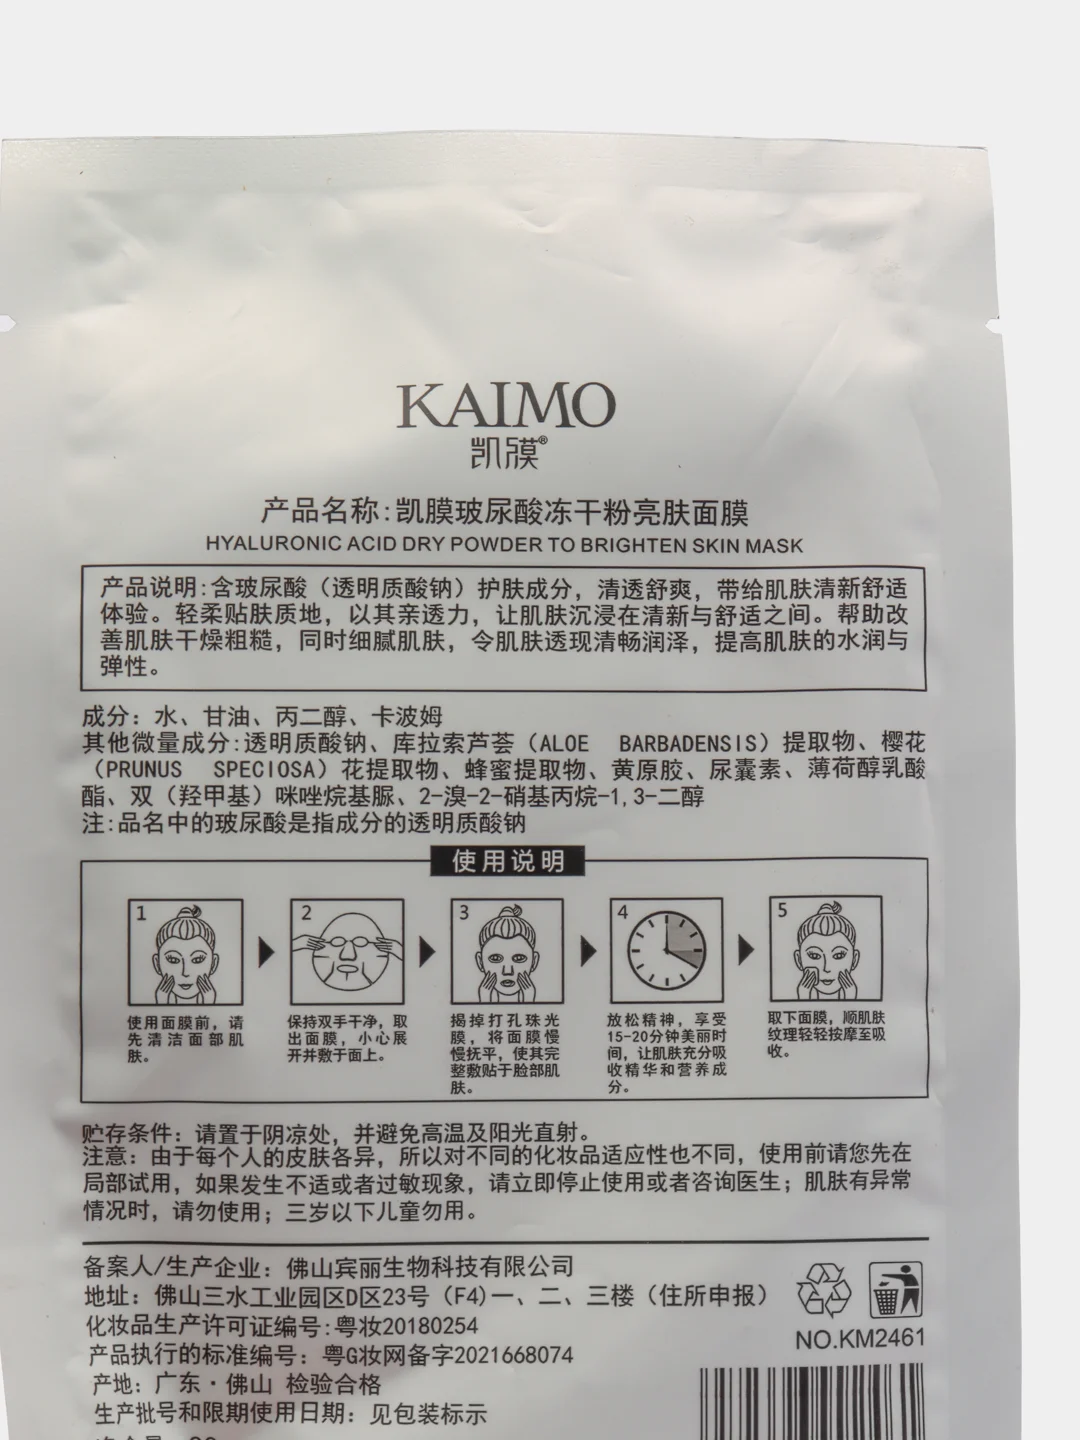 KAIMO
凯膜®
产品名称:凯膜玻尿酸冻干粉亮肤面膜
HYALURONIC ACID DRY POWDER TO BRIGHTEN SKIN MASK
产品说明:含玻尿酸（透明质酸钠）护肤成分，清透舒爽，带给肌肤清新舒适
体验。轻柔贴肤质地，以其亲透力，让肌肤沉浸在清新与舒适之间。帮助改
善肌肤干燥粗糙，同时细腻肌肤，令肌肤透现清畅润泽，提高肌肤的水润与
弹性。
成分：水、甘油、丙二醇、卡波姆
其他微量成分:透明质酸钠、库拉索芦荟（ALOE BARBADENSIS）提取物、樱花
（PRUNUS SPECIOSA）花提取物、蜂蜜提取物、黄原胶、尿囊素、薄荷醇乳酸
酯、双（羟甲基）咪唑烷基脲、2-溴-2-硝基丙烷-1,3-二醇
注:品名中的玻尿酸是指成分的透明质酸钠
使用说明
1
使用面膜前，请
先清洁面部肌
肤。
2
保持双手干净，取
出面膜，小心展
开并敷于面上。
3
揭掉打孔珠光
膜，将面膜慢
慢抚平，使其完
整敷贴于脸部肌
肤。
4
放松精神，享受
15-20分钟美丽时
间，让肌肤充分吸
收精华和营养成
分。
5
取下面膜，顺肌肤
纹理轻轻按摩至吸
收。
贮存条件：请置于阴凉处，并避免高温及阳光直射。
注意：由于每个人的皮肤各异，所以对不同的化妆品适应性也不同，使用前请您先在
局部试用，如果发生不适或者过敏现象，请立即停止使用或者咨询医生；肌肤有异常
情况时，请勿使用；三岁以下儿童勿用。
备案人/生产企业：佛山宾丽生物科技有限公司
地址：佛山三水工业园区D区23号（F4)一、二、三楼（住所申报）
化妆品生产许可证编号:粤妆20180254
产品执行的标准编号：粤G妆网备字2021668074
产地：广东·佛山 检验合格
生产批号和限期使用日期：见包装标示
NO.KM2461